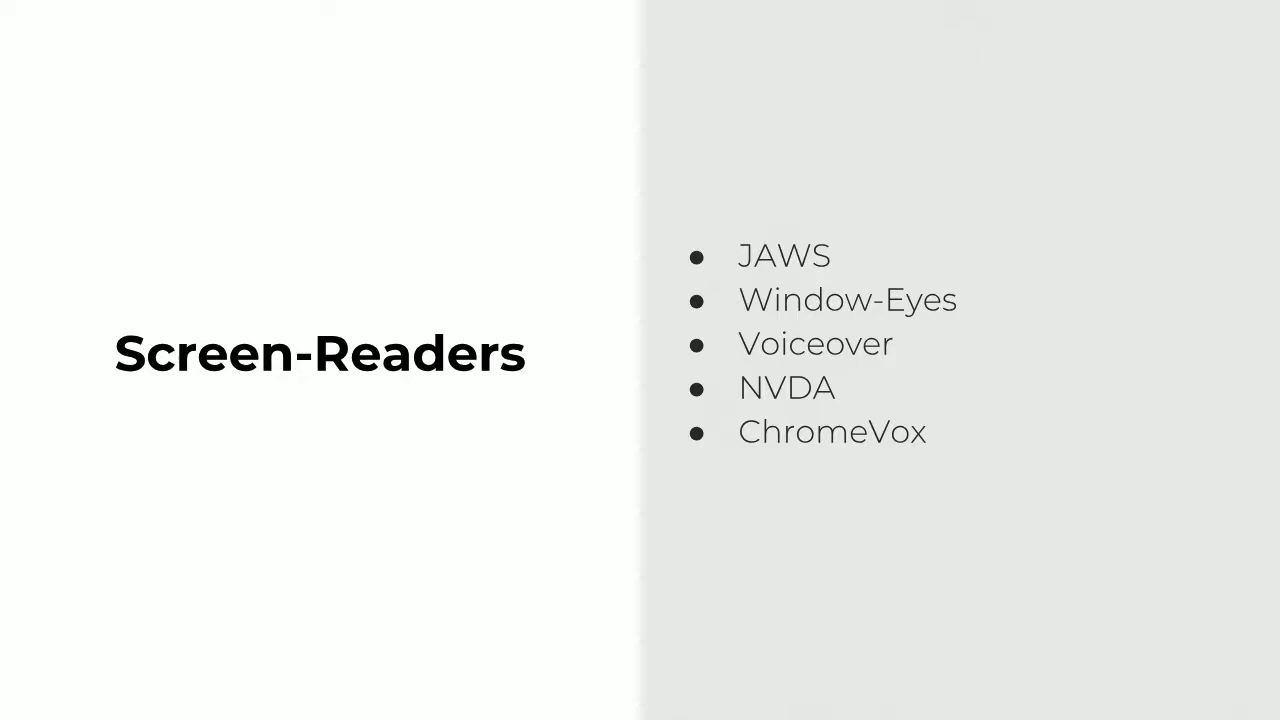 Screen-Readers
● JAWS
● Window-Eyes
● Voiceover
● NVDA
● ChromeVox